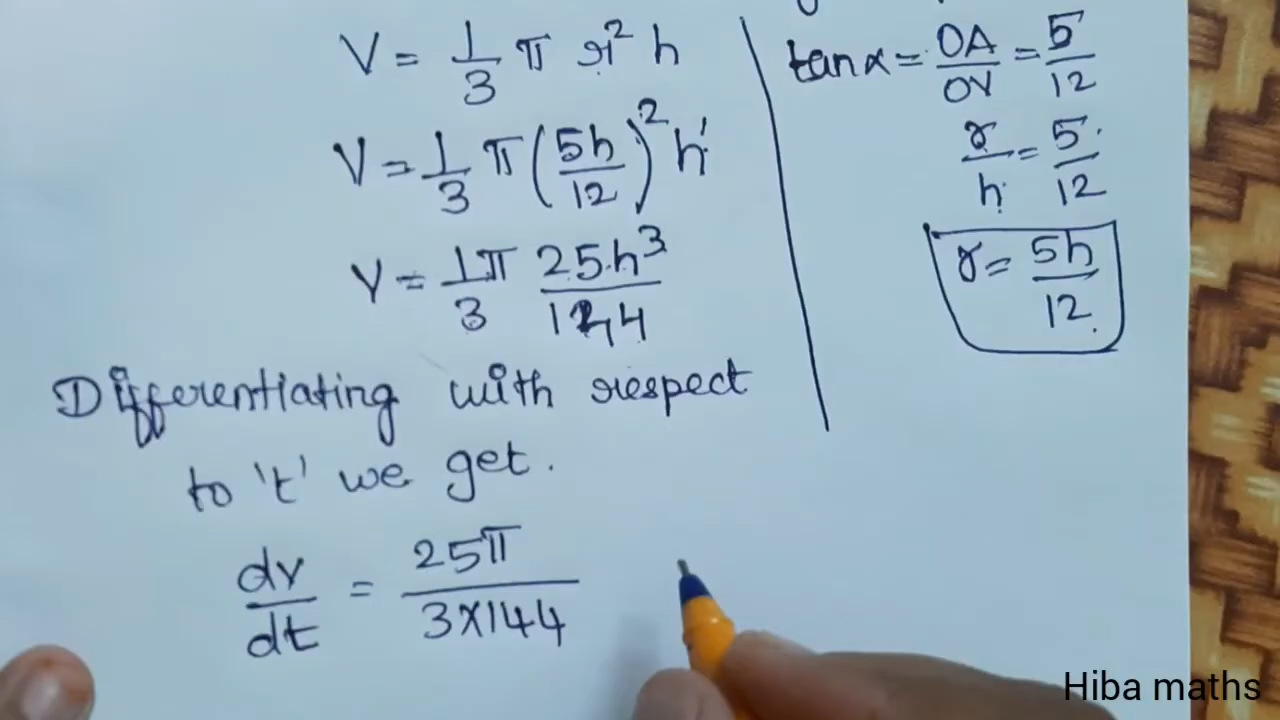 V = 1/3 π r² h
V = 1/3 π (5h/12)² h
V = 1/3 π 25h³/144
Differentiating with respect
to 't' we get.
dv/dt = 25π/3×144
tan α = OA/OV = 5/12
r/h = 5/12
r = 5h/12
Hiba maths